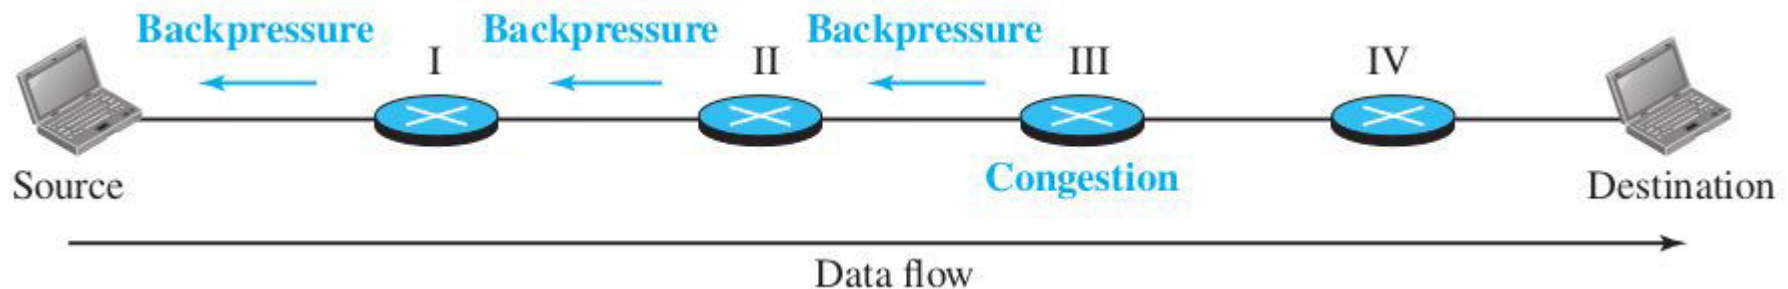 Backpressure
Backpressure
Backpressure
I
II
III
IV
Congestion
Source
Destination
Data flow